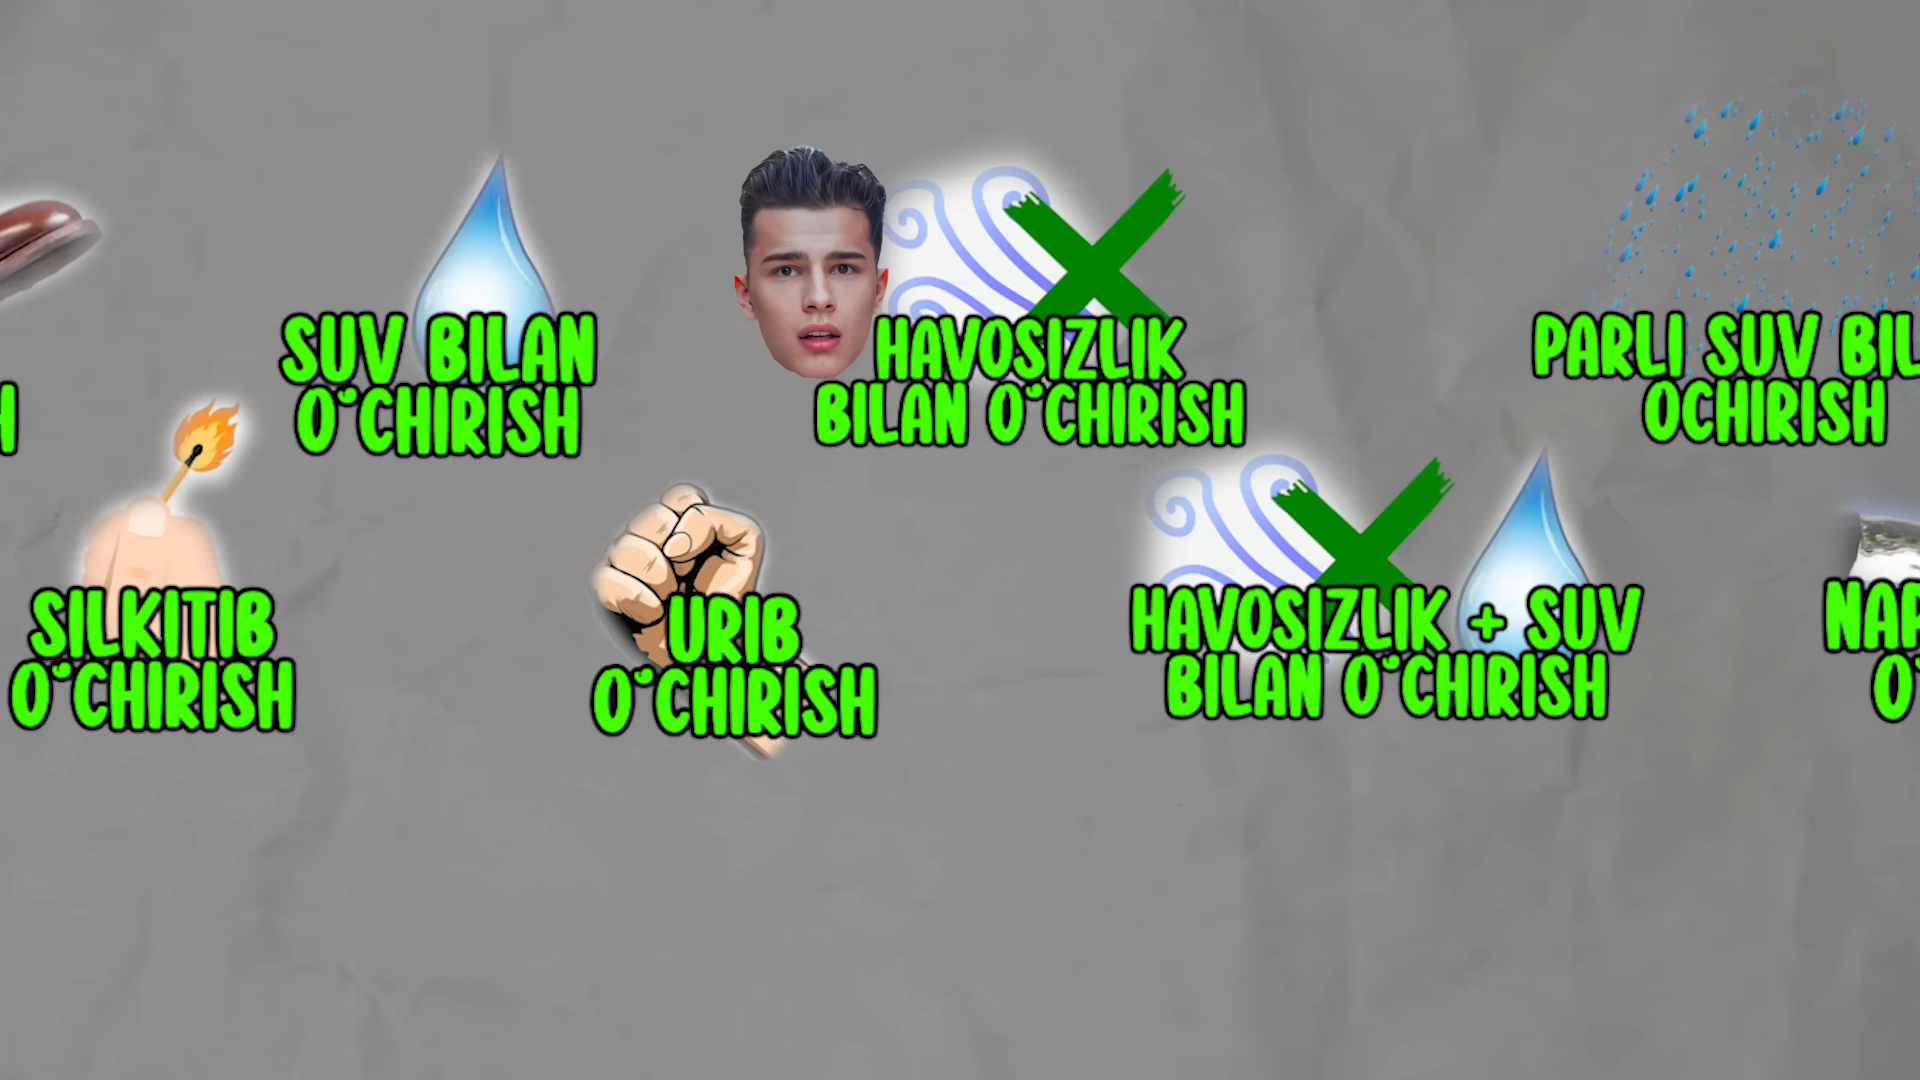 SUV BILAN
O'CHIRISH
HAVOSIZLIK
BILAN O'CHIRISH
PARLI SUV BIL
OCHIRISH
SILKITIB
O'CHIRISH
URIB
O'CHIRISH
HAVOSIZLIK + SUV
BILAN O'CHIRISH